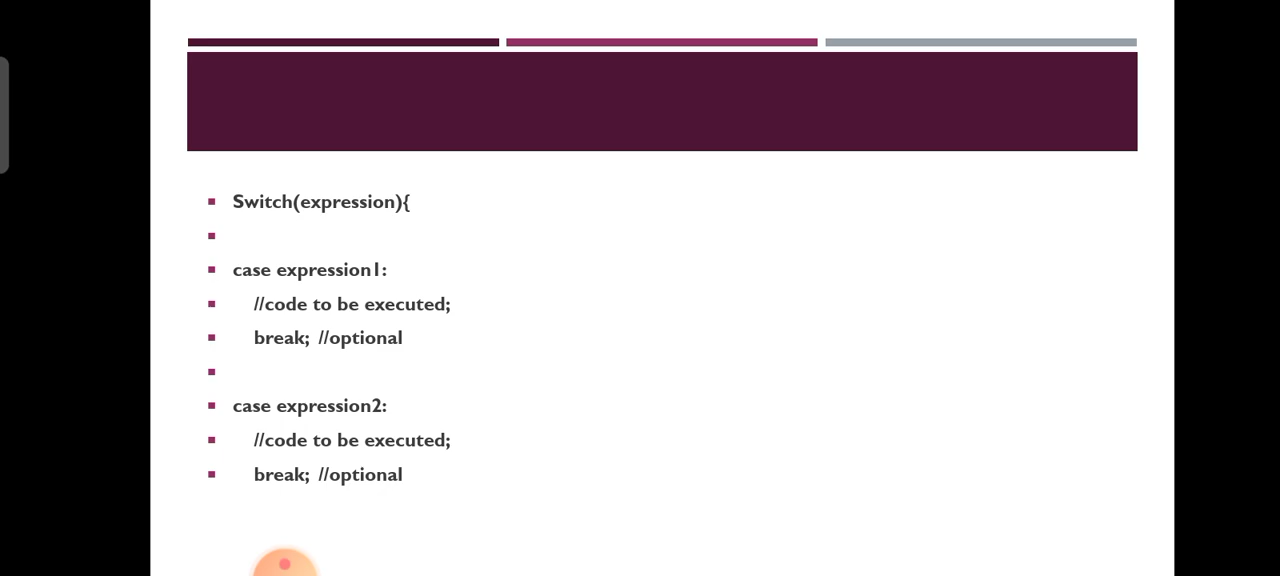 Switch(expression){
case expression1:
//code to be executed;
break; //optional
case expression2:
//code to be executed;
break; //optional